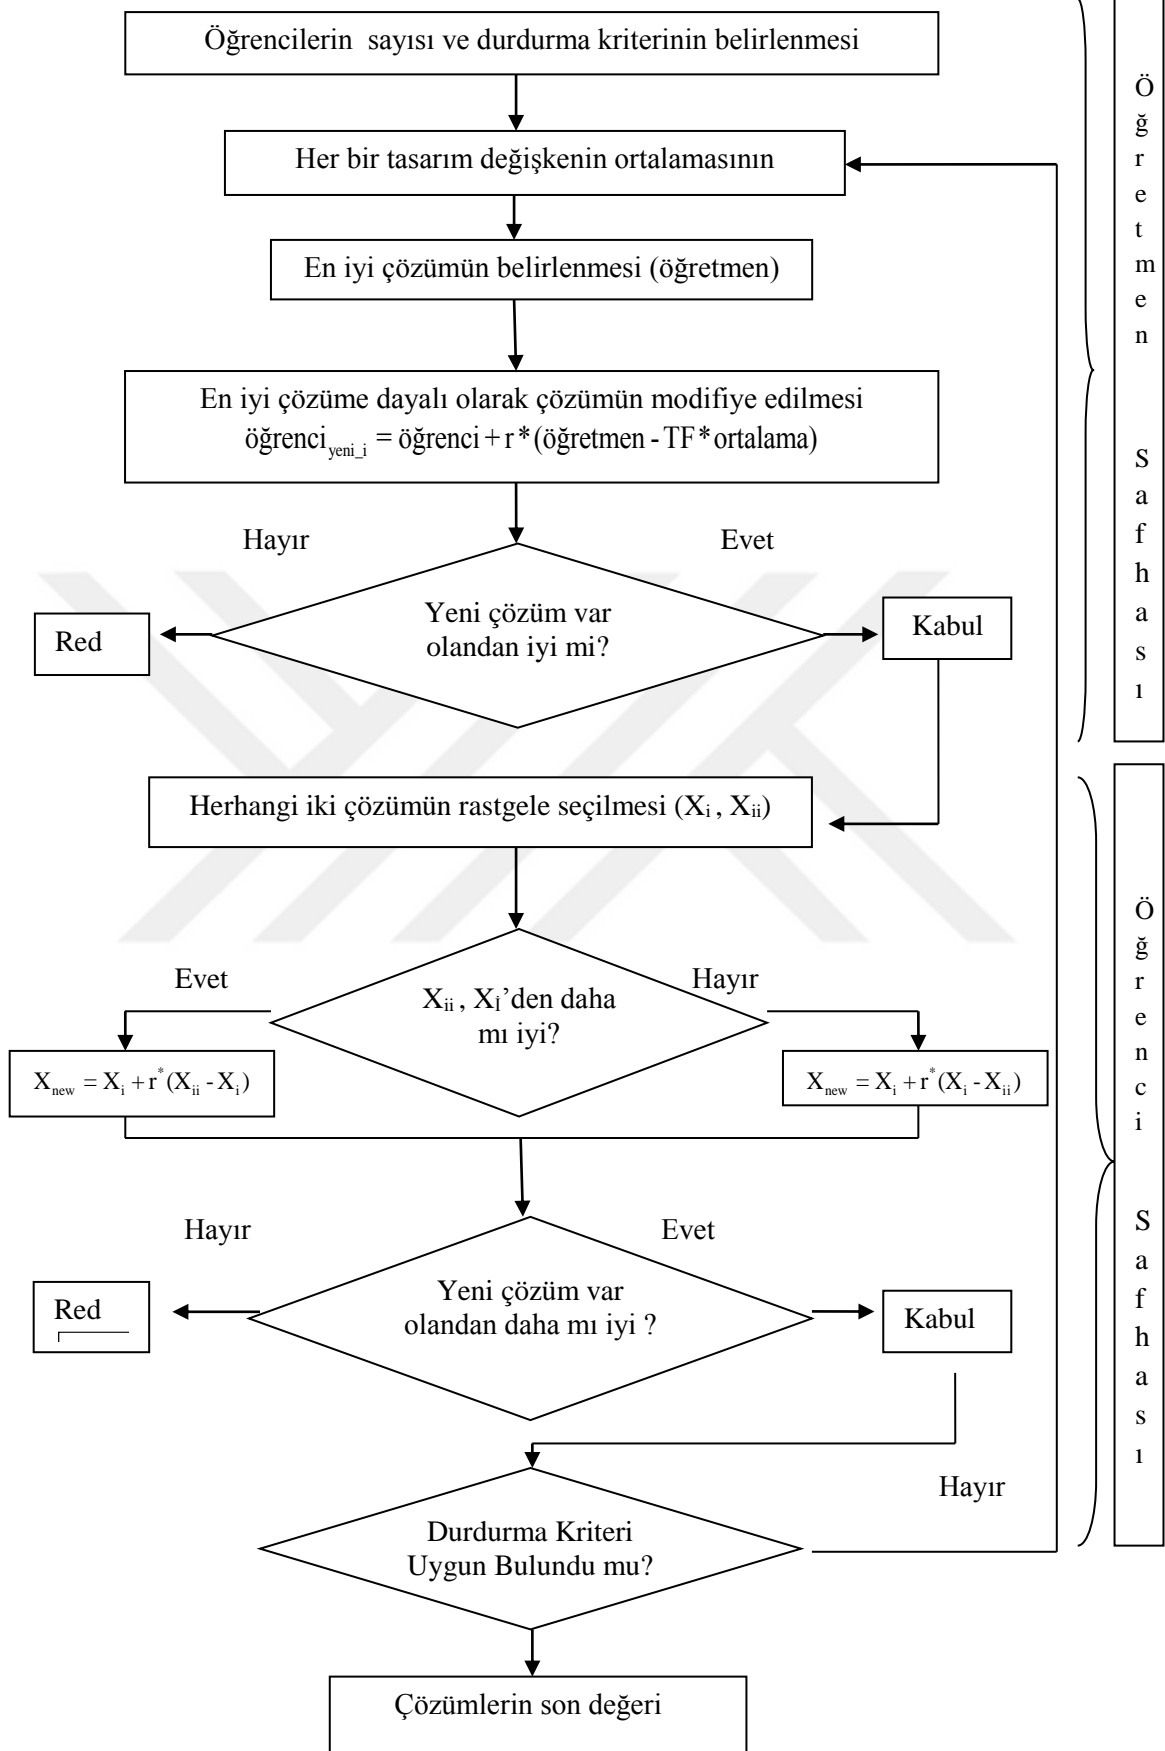 Öğrencilerin sayısı ve durdurma kriterinin belirlenmesi
Her bir tasarım değişkenin ortalamasının
En iyi çözümün belirlenmesi (öğretmen)
En iyi çözüme dayalı olarak çözümün modifiye edilmesi
öğrenci_yeni_i = öğrenci + r * (öğretmen - TF * ortalama)
Hayır
Evet
Yeni çözüm var
olandan iyi mi?
Red
Kabul
Öğretmen Safhası
Herhangi iki çözümün rastgele seçilmesi (Xi , Xii)
Evet
Hayır
Xii , Xİ’den daha
mı iyi?
Xnew = Xi + r*(Xii - Xi)
Xnew = Xi + r*(Xi - Xii)
Hayır
Evet
Yeni çözüm var
olandan daha mı iyi ?
Red
Kabul
Hayır
Durdurma Kriteri
Uygun Bulundu mu?
Öğrenci Safhası
Çözümlerin son değeri